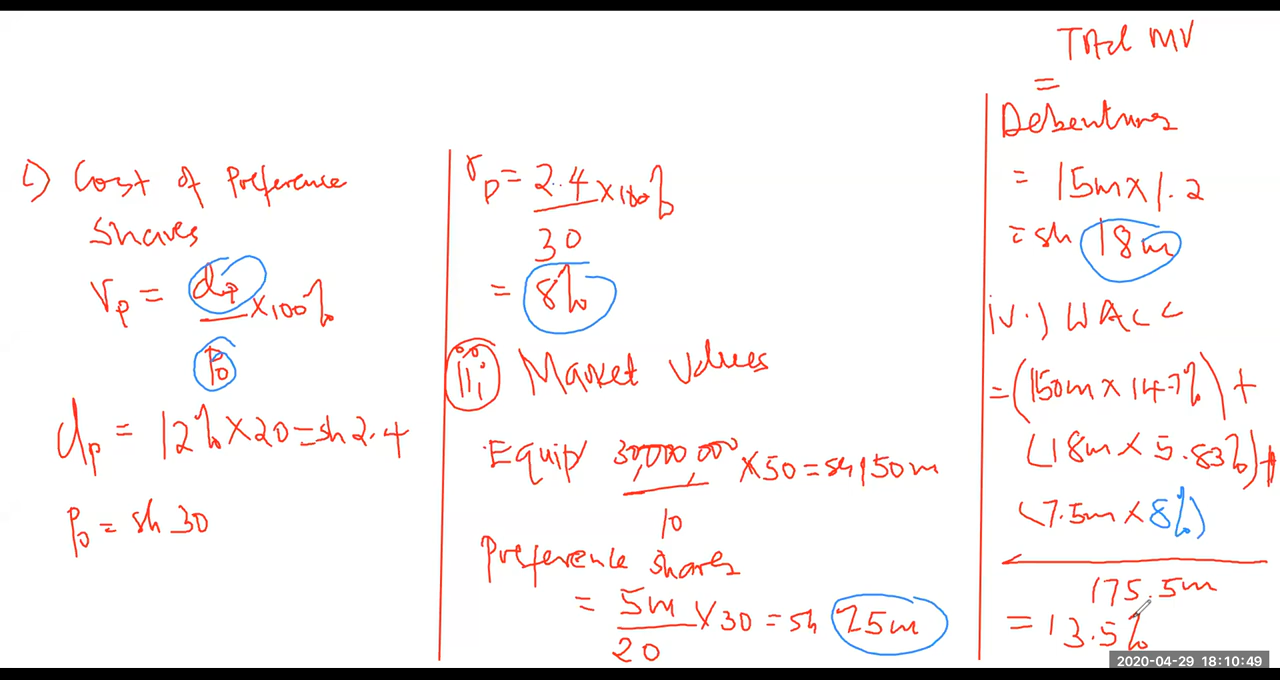 c) Cost of Preference
Shares
rp = dp/P0 × 100%
dp = 12% × 20 = sh 2.4
P0 = sh 30
rp = 2.4/30 × 100%
= 8%
iii Market Values
Equity 30,000,000/10 × 50 = sh 150m
Preference shares
= 5m/20 × 30 = sh 7.5m
Total MV
=
Debentures
= 15m × 1.2
= sh 18m
iv.) WACC
= (150m × 14.7%) +
(18m × 5.83%) +
(7.5m × 8%)
175.5m
= 13.5%
2020-04-29 18:10:49